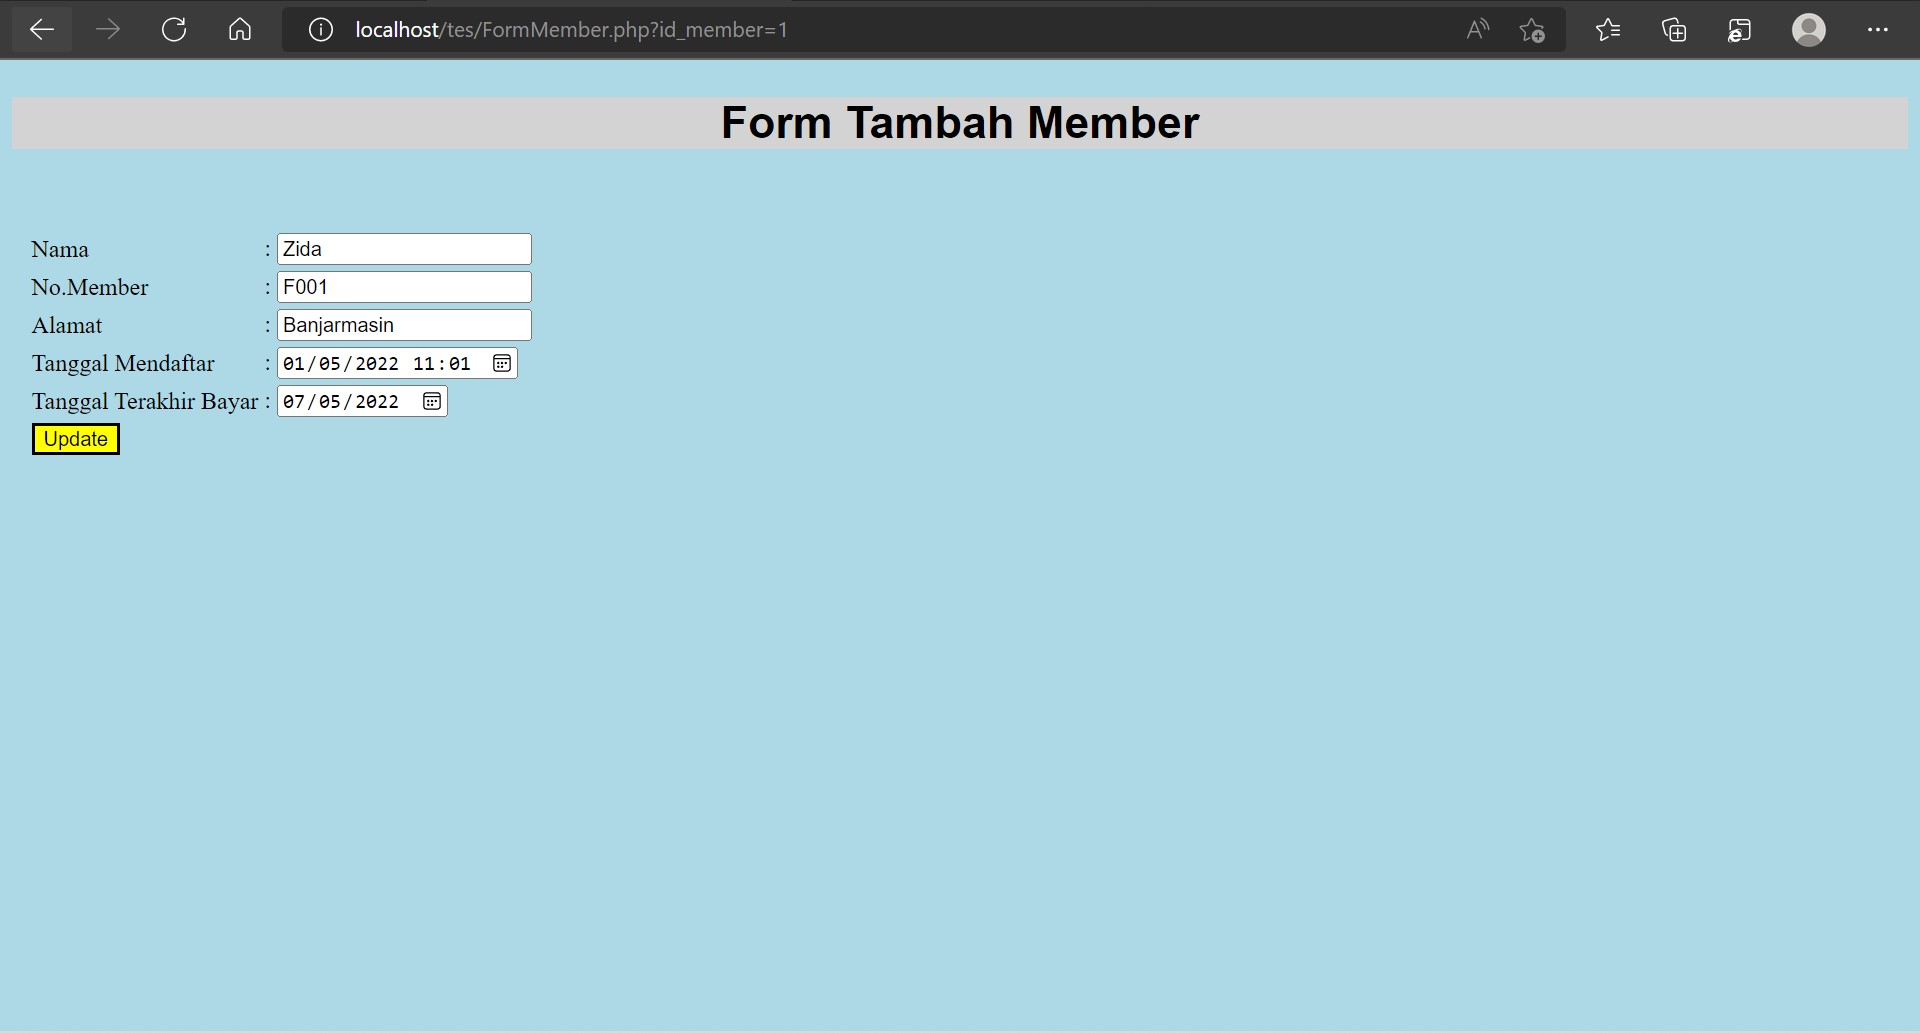 localhost/tes/FormMember.php?id_member=1
Form Tambah Member
Nama : Zida
No.Member : F001
Alamat : Banjarmasin
Tanggal Mendaftar : 01/05/2022 11:01
Tanggal Terakhir Bayar : 07/05/2022
Update